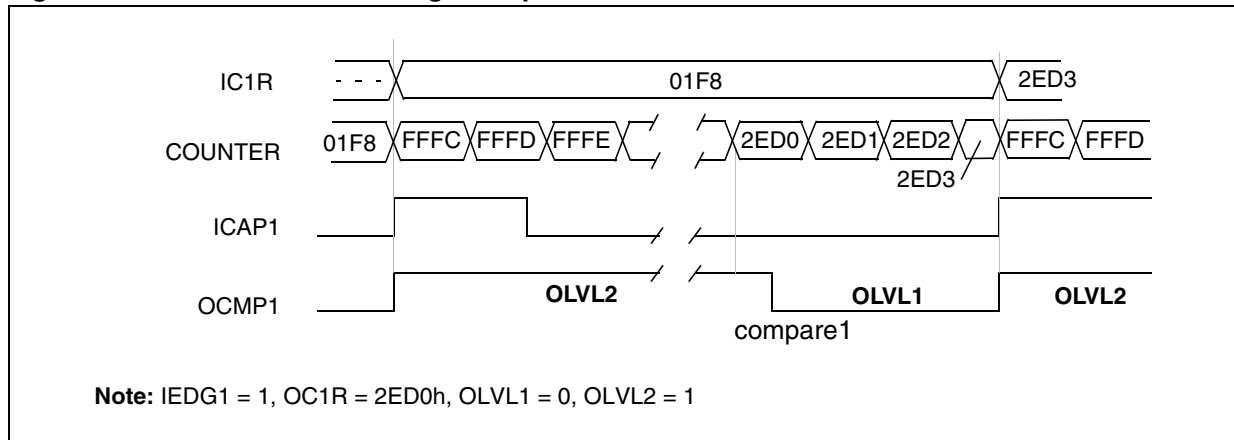 IC1R - - - 01F8 2ED3
COUNTER 01F8 FFFC FFFD FFFE 2ED0 2ED1 2ED2 FFFC FFFD
2ED3
ICAP1
OCMP1 OLVL2 OLVL1 OLVL2
compare1
Note: IEDG1 = 1, OC1R = 2ED0h, OLVL1 = 0, OLVL2 = 1